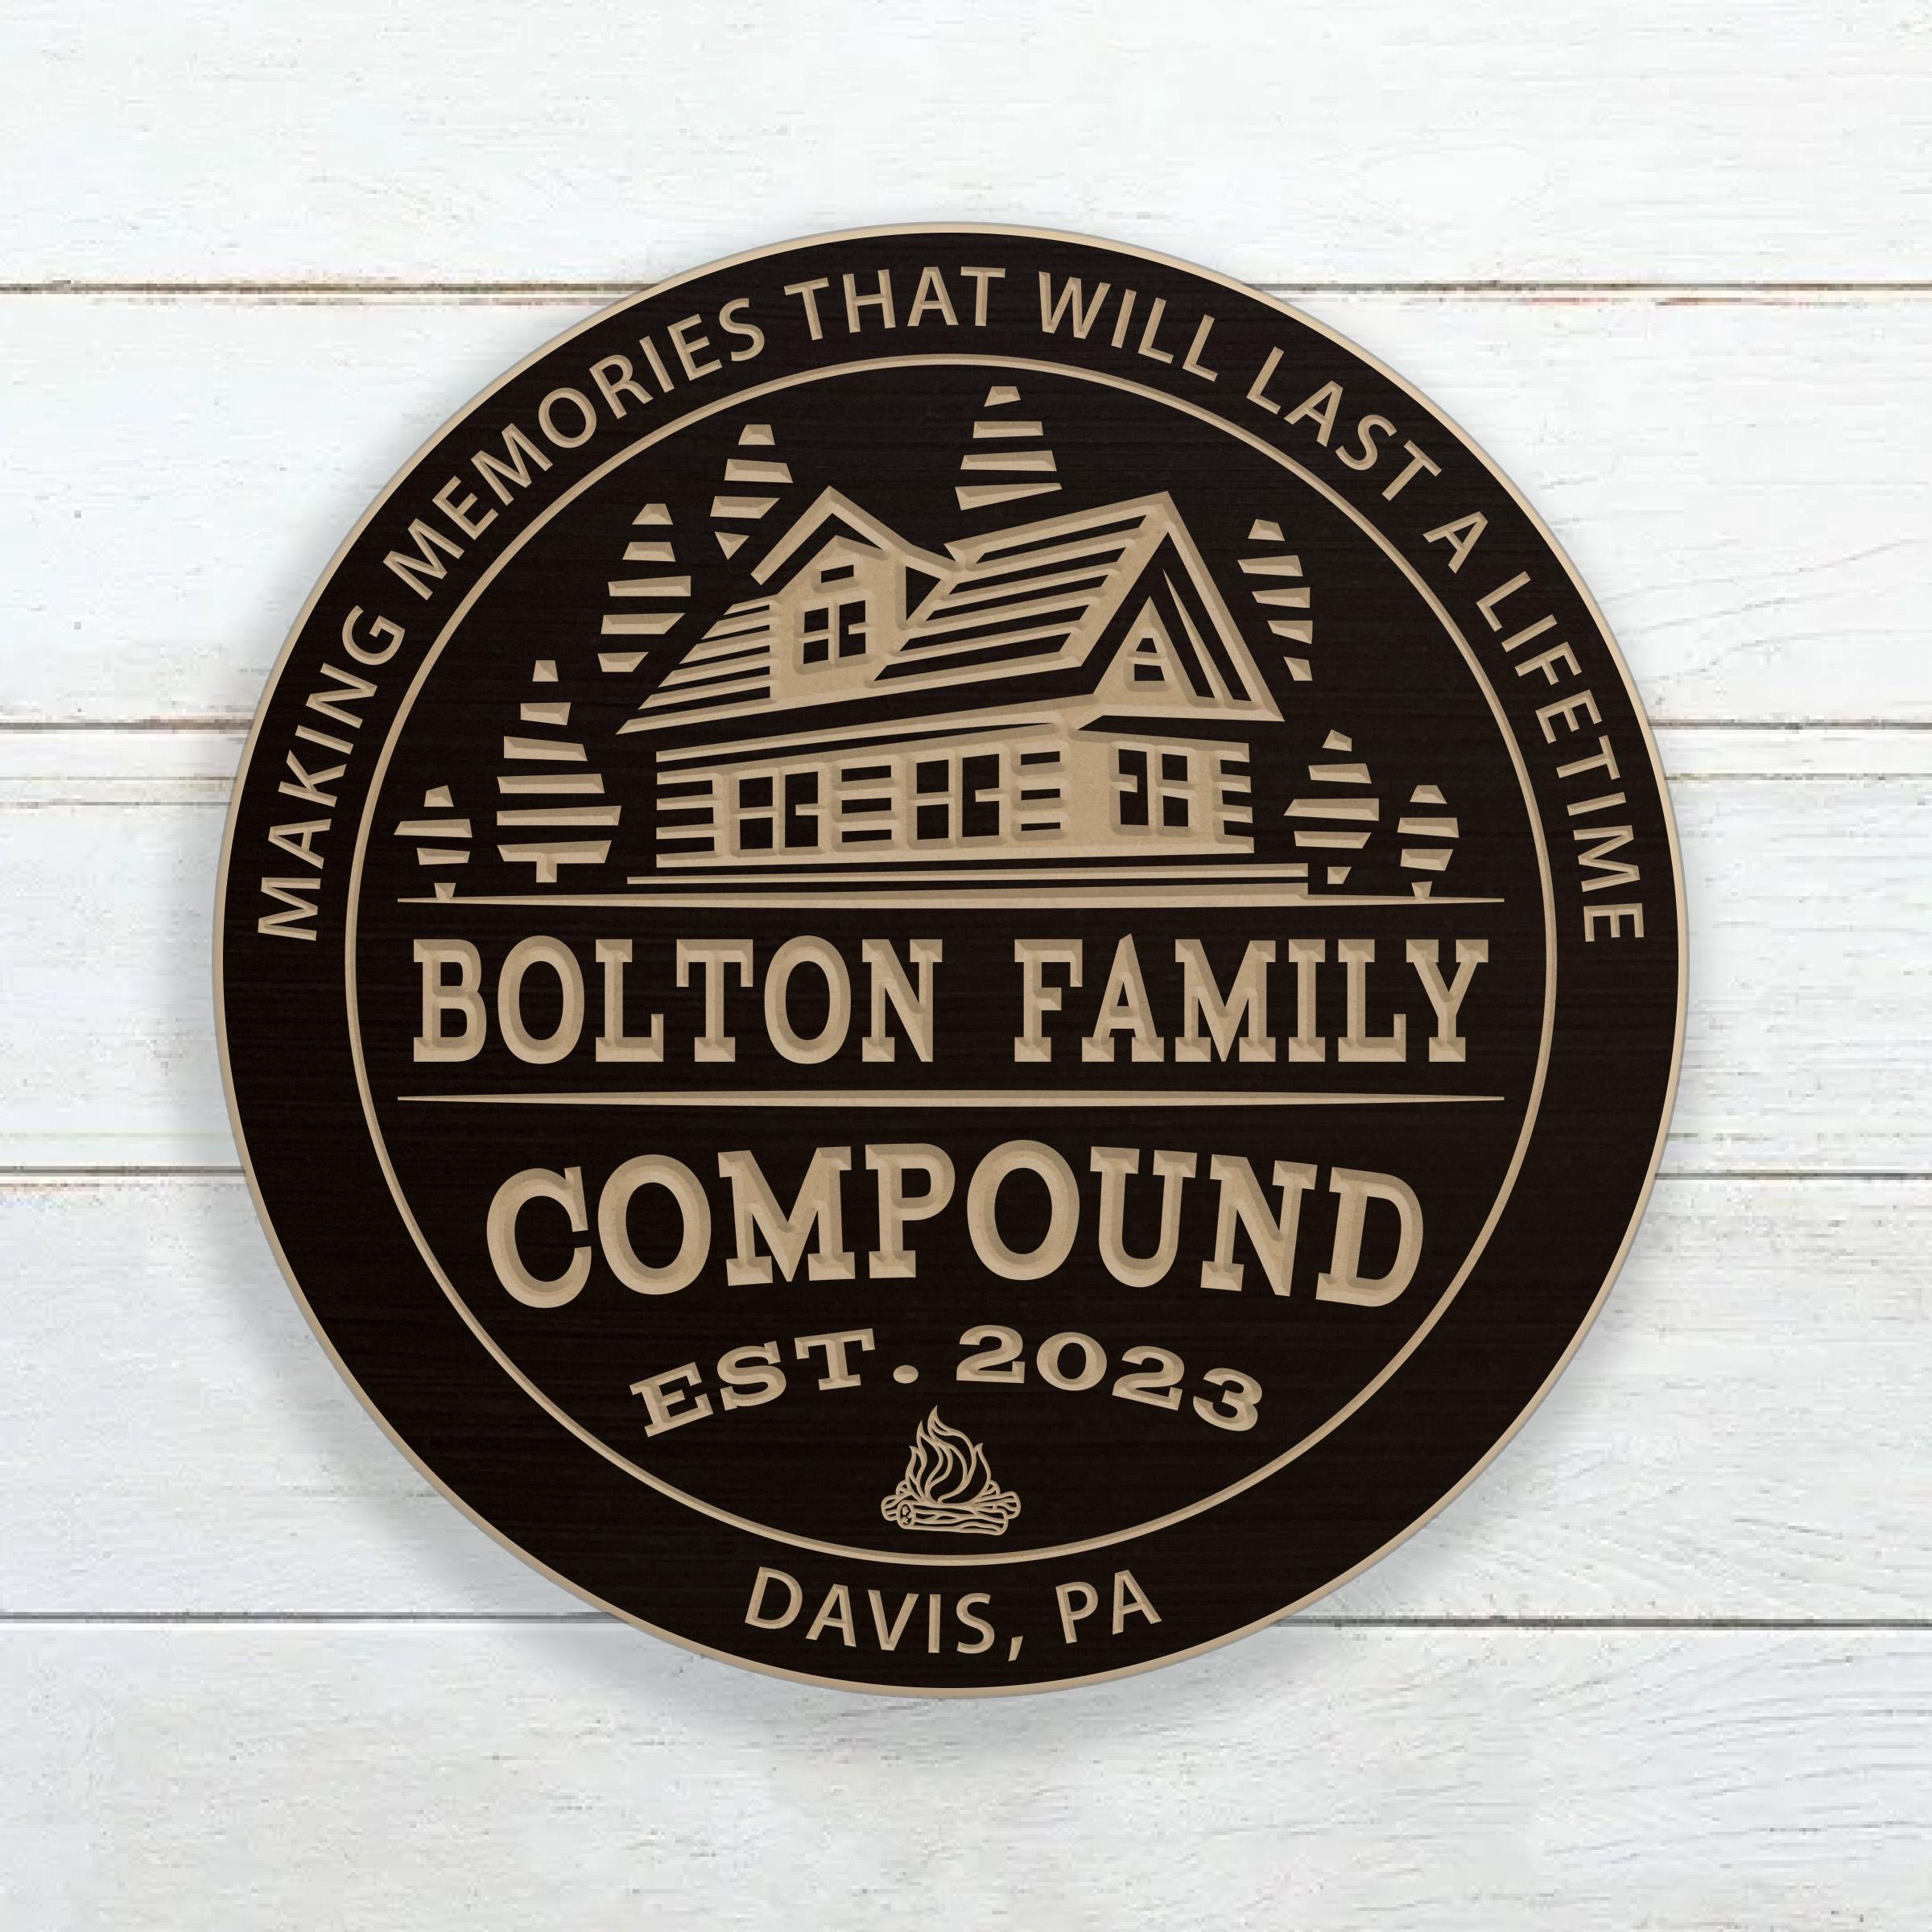 MAKING MEMORIES THAT WILL LAST A LIFETIME
BOLTON FAMILY
COMPOUND
EST. 2023
DAVIS, PA